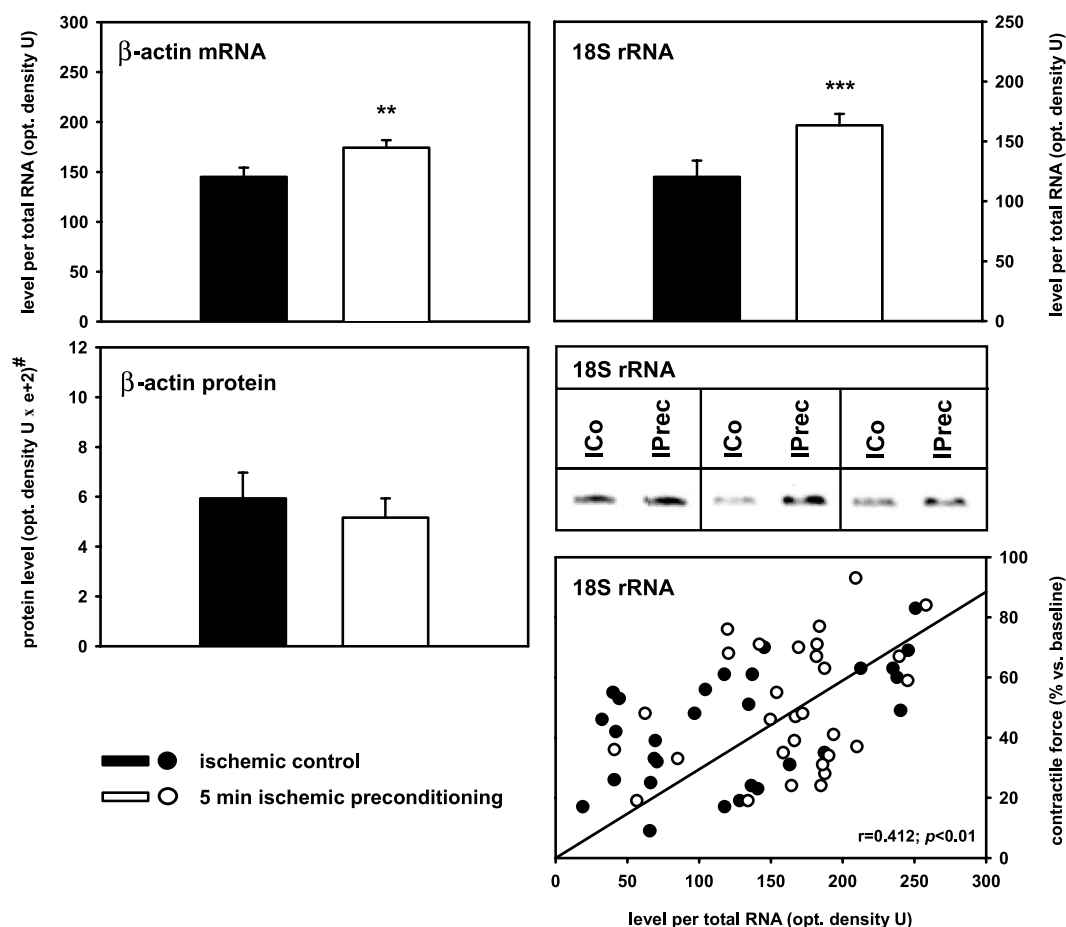 β-actin mRNA
**
level per total RNA (opt. density U)
300
250
200
150
100
50
0
18S rRNA
***
250
200
150
100
50
0
level per total RNA (opt. density U)
β-actin protein
protein level (opt. density U x e+2)#
12
10
8
6
4
2
0
18S rRNA
ICo IPrec ICo IPrec ICo IPrec
18S rRNA
100
80
60
40
20
0
contractile force (% vs. baseline)
r=0.412; p<0.01
0 50 100 150 200 250 300
level per total RNA (opt. density U)
ischemic control
5 min ischemic preconditioning